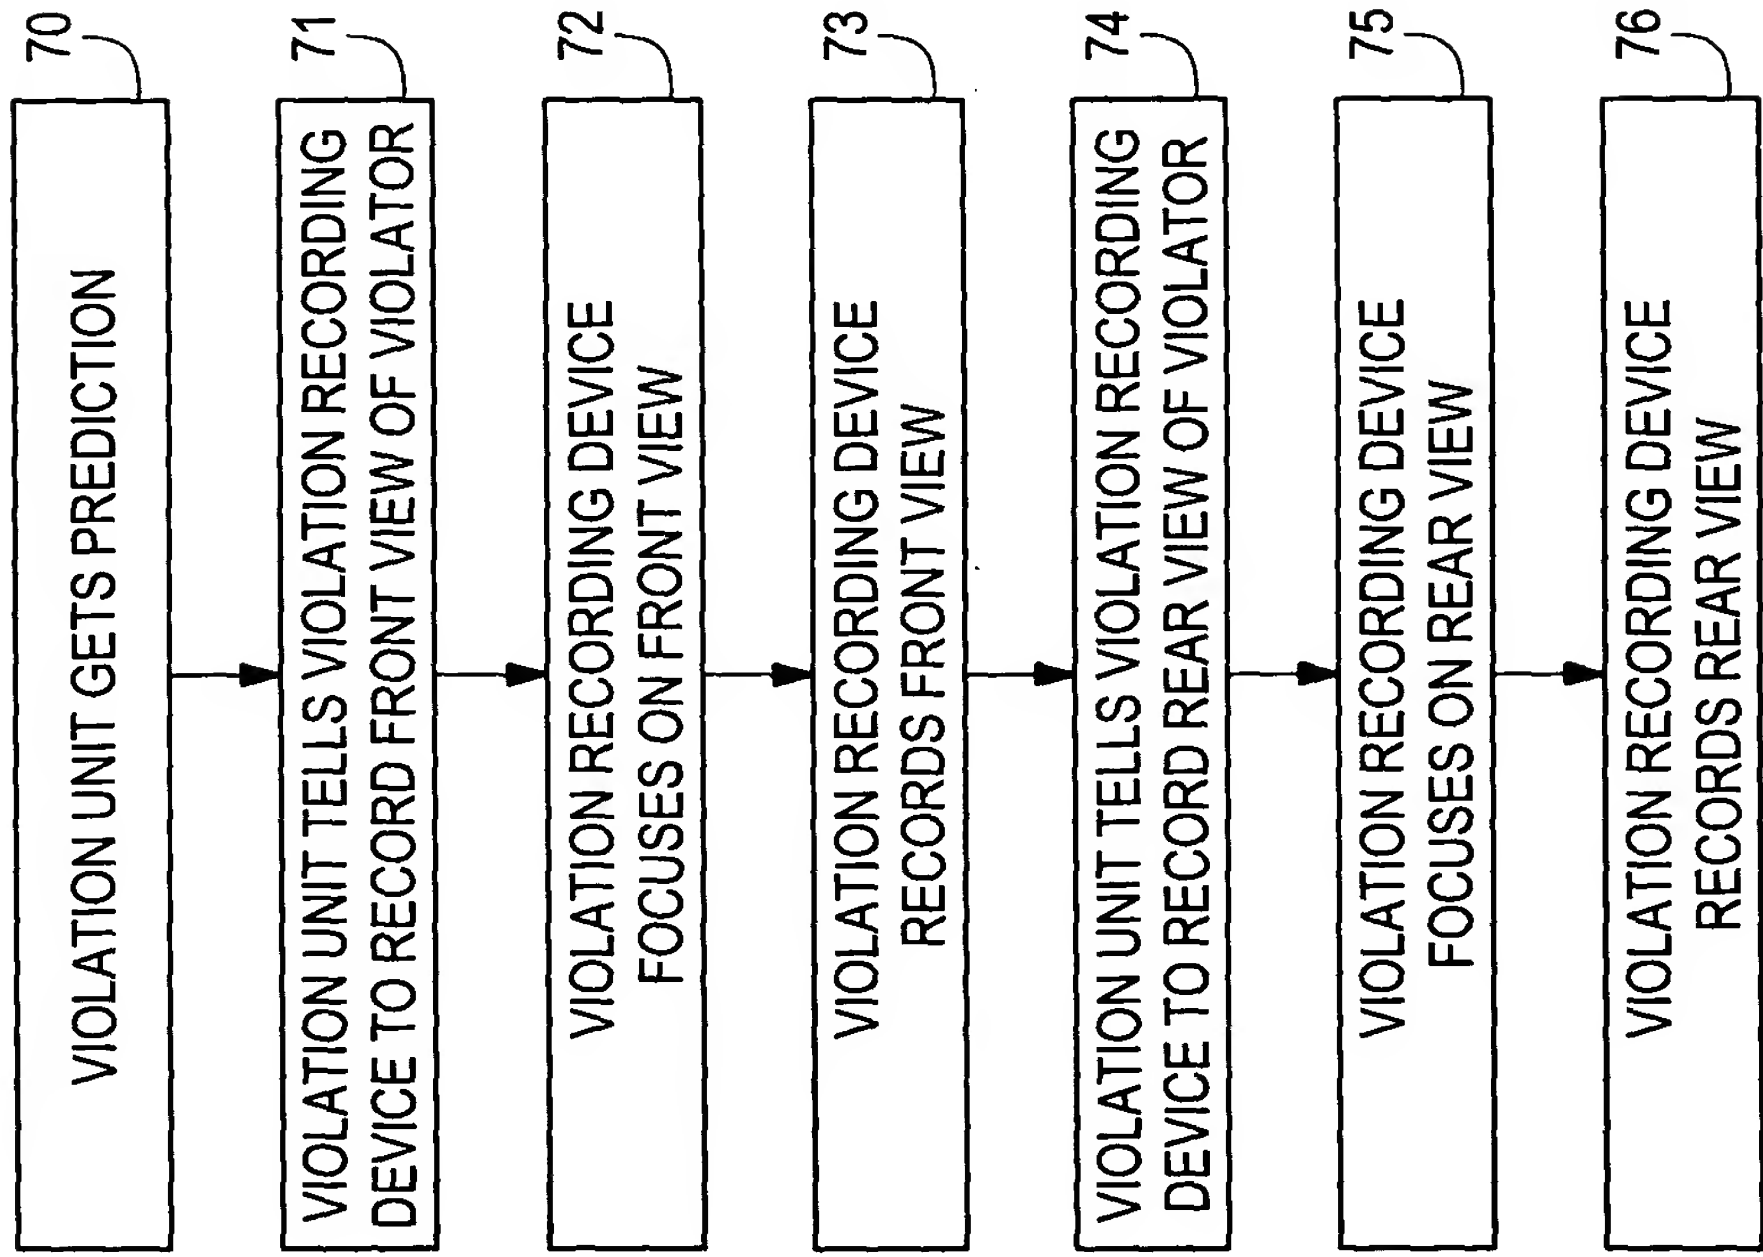 70
VIOLATION UNIT GETS PREDICTION
71
VIOLATION UNIT TELLS VIOLATION RECORDING
DEVICE TO RECORD FRONT VIEW OF VIOLATOR
72
VIOLATION RECORDING DEVICE
FOCUSES ON FRONT VIEW
73
VIOLATION RECORDING DEVICE
RECORDS FRONT VIEW
74
VIOLATION UNIT TELLS VIOLATION RECORDING
DEVICE TO RECORD REAR VIEW OF VIOLATOR
75
VIOLATION RECORDING DEVICE
FOCUSES ON REAR VIEW
76
VIOLATION RECORDING DEVICE
RECORDS REAR VIEW